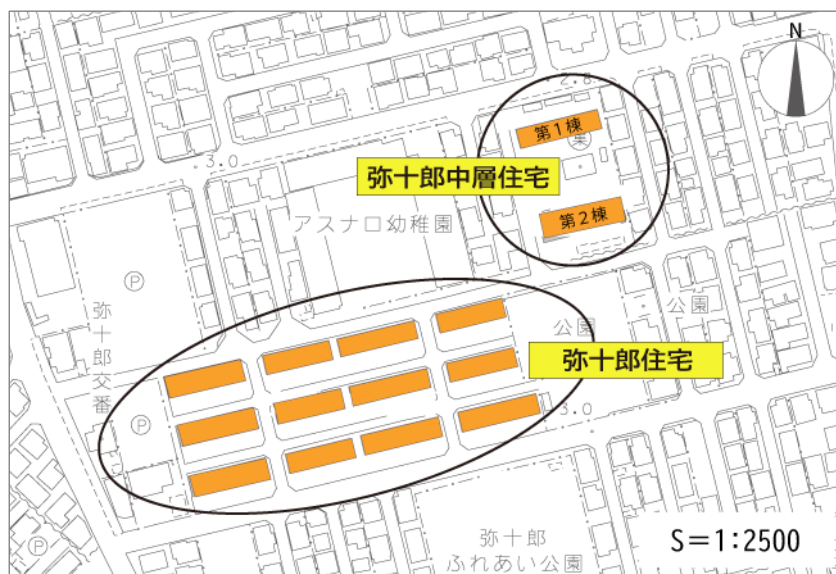 N
2.8
第1棟
集
3.0
弥十郎中層住宅
第2棟
アスナロ幼稚園
P
弥十郎交番
公園
公園
弥十郎住宅
P
3.0
P
弥十郎
ふれあい公園
S=1:2500